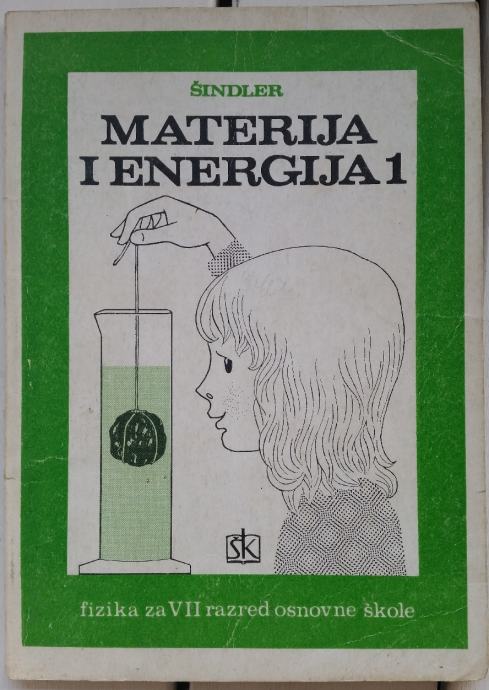 ŠINDLER
MATERIJA
I ENERGIJA 1
ŠK
fizika za VII razred osnovne škole